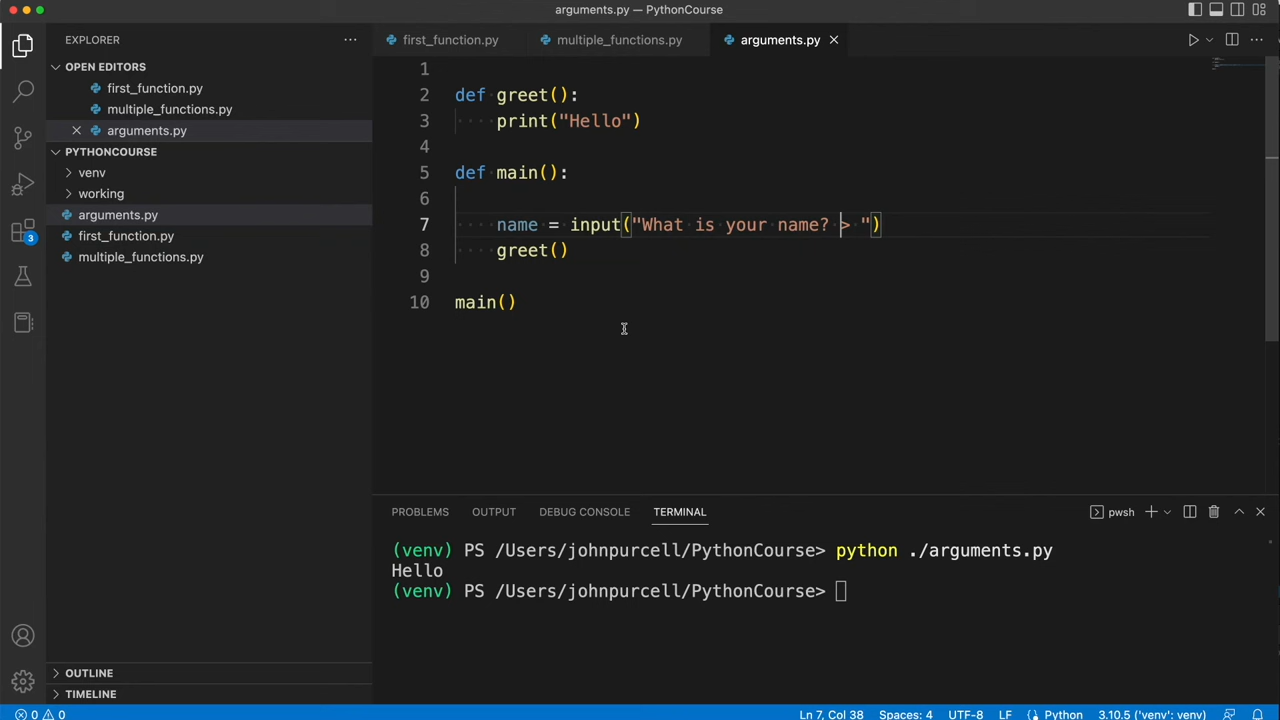 arguments.py — PythonCourse
EXPLORER
first_function.py
multiple_functions.py
arguments.py
OPEN EDITORS
first_function.py
multiple_functions.py
arguments.py
PYTHONCOURSE
venv
working
arguments.py
first_function.py
multiple_functions.py
3
OUTLINE
TIMELINE
1
2 def greet():
3 print("Hello")
4
5 def main():
6
7 name = input("What is your name? > ")
8 greet()
9
10 main()
PROBLEMS OUTPUT DEBUG CONSOLE TERMINAL
pwsh
(venv) PS /Users/johnpurcell/PythonCourse> python ./arguments.py
Hello
(venv) PS /Users/johnpurcell/PythonCourse>
0 0
Ln 7, Col 38 Spaces: 4 UTF-8 LF Python 3.10.5 ('venv': venv)